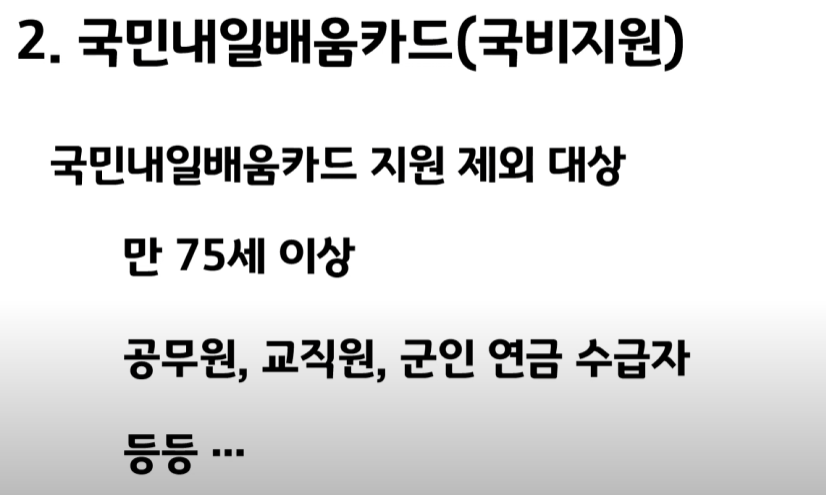 2. 국민내일배움카드(국비지원)
국민내일배움카드 지원 제외 대상
만 75세 이상
공무원, 교직원, 군인 연금 수급자
등등 …